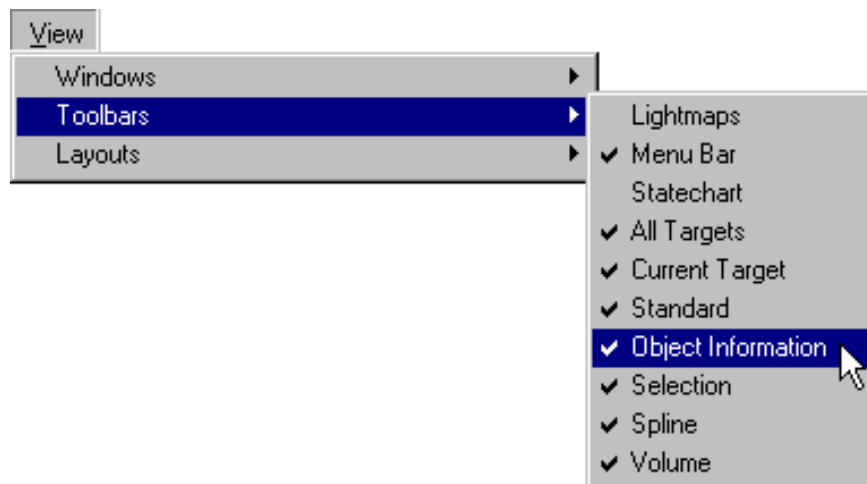 View
Windows
Toolbars
Layouts
Lightmaps
Menu Bar
Statechart
All Targets
Current Target
Standard
Object Information
Selection
Spline
Volume